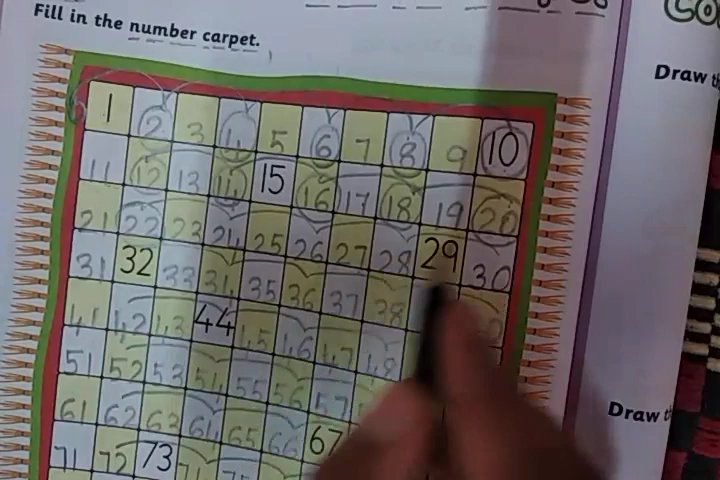 Fill in the number carpet.
Draw
1 2 3 4 5 6 7 8 9 10
11 12 13 14 15 16 17 18 19 20
21 22 23 24 25 26 27 28 29 30
31 32 33 34 35 36 37 38
41 42 43 44 45 46 47 48
51 52 53 54 55 56 57
61 62 63 64 65 66 67
71 72 73
Draw